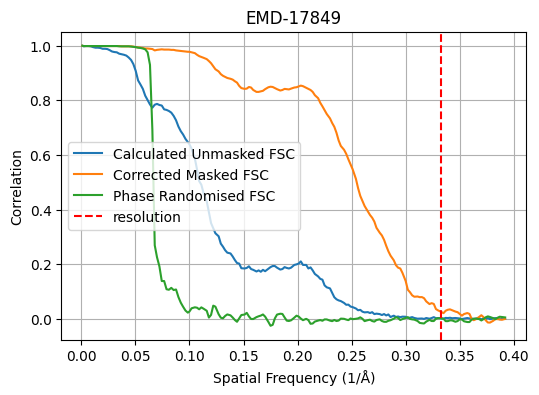 EMD-17849
1.0
0.8
0.6
0.4
0.2
0.0
Correlation
Calculated Unmasked FSC
Corrected Masked FSC
Phase Randomised FSC
resolution
0.00 0.05 0.10 0.15 0.20 0.25 0.30 0.35 0.40
Spatial Frequency (1/Å)